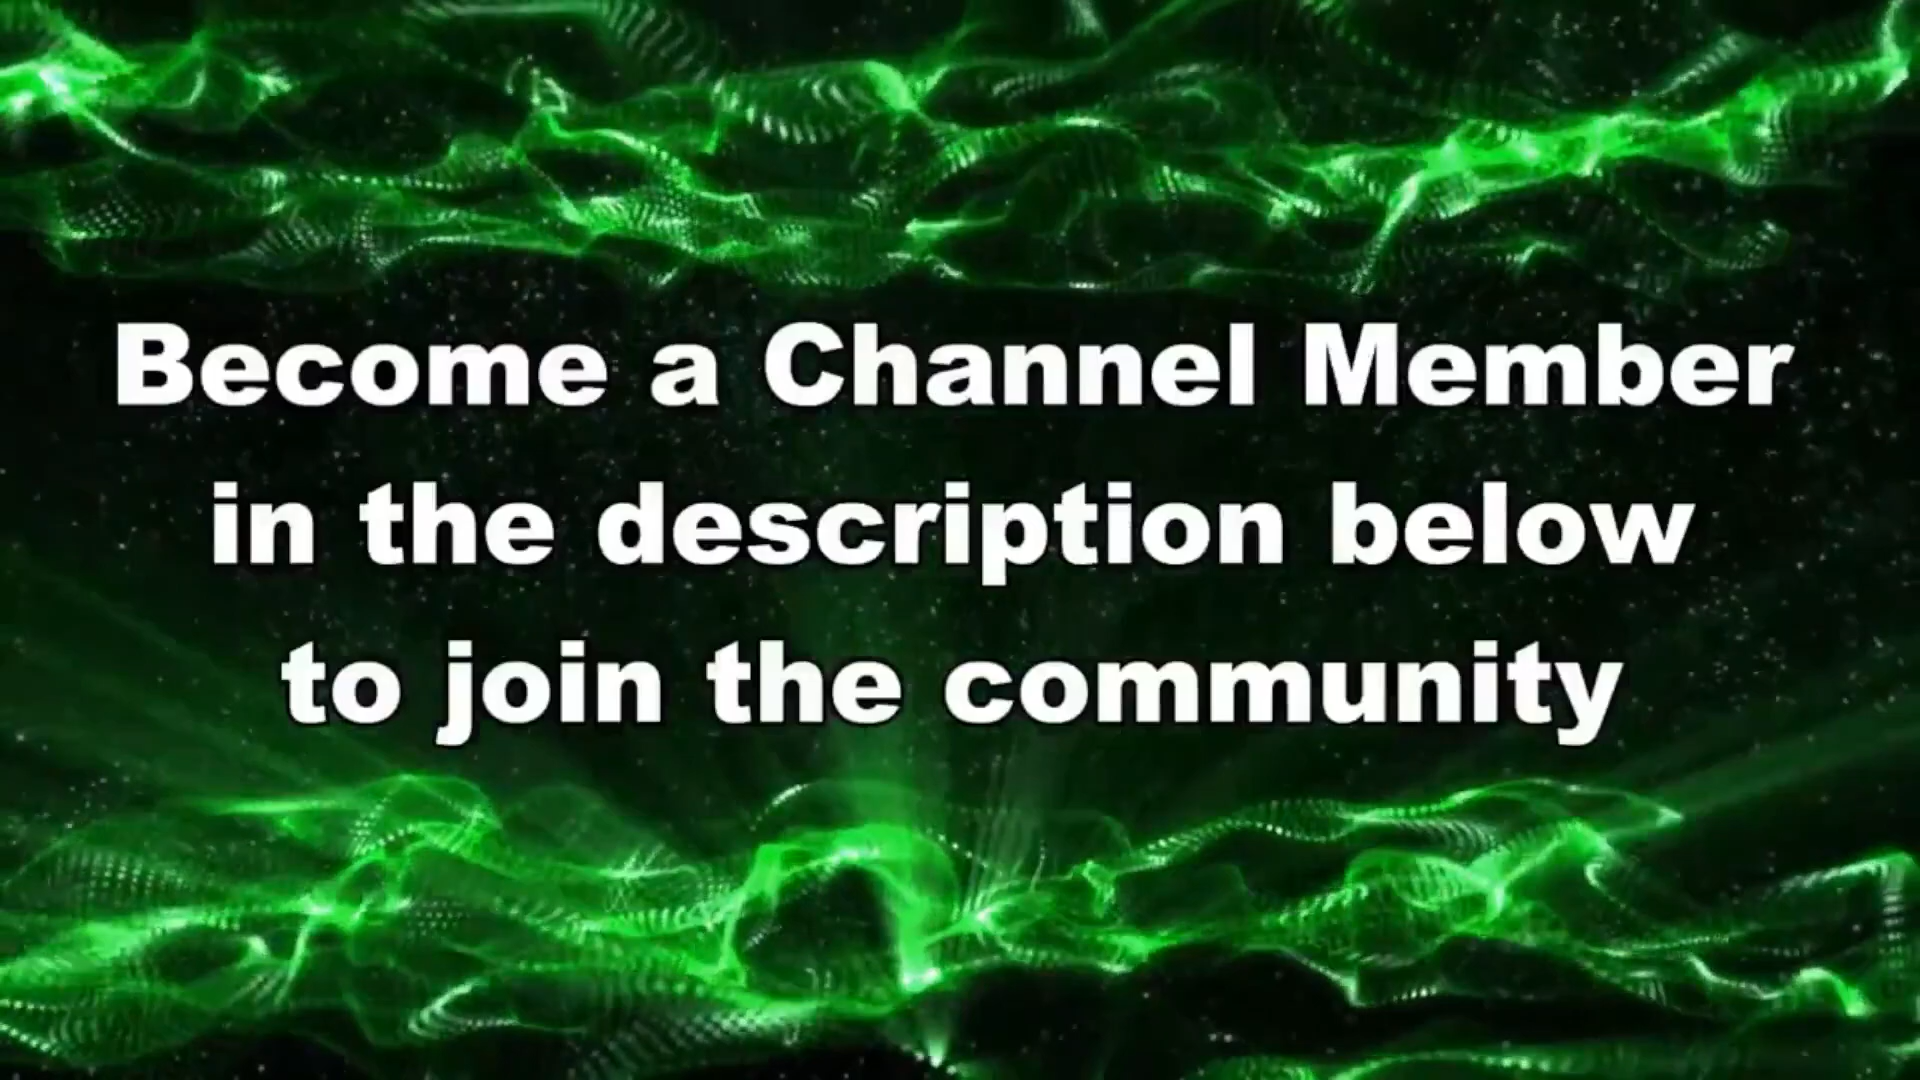 Become a Channel Member
in the description below
to join the community